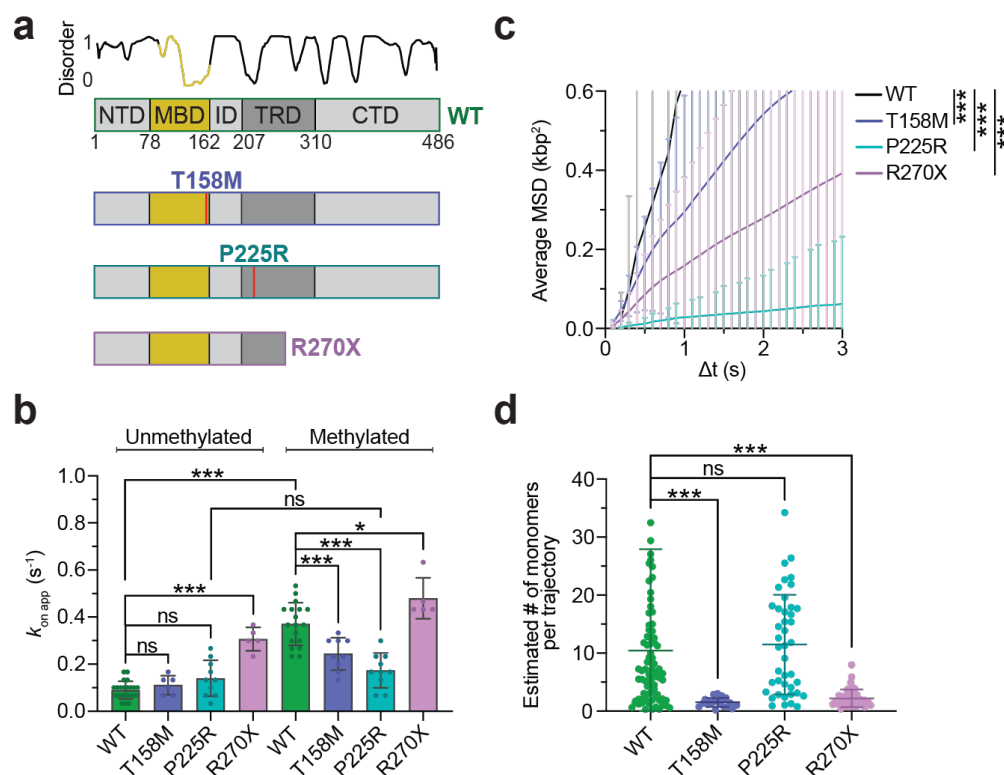 a
Disorder
1
0
NTD MBD ID TRD CTD WT
1 78 162 207 310 486
T158M
P225R
R270X
b
Unmethylated Methylated
k on app (s⁻¹)
1.0
0.8
0.6
0.4
0.2
0.0
***
ns
***
ns
ns
*
***
***
WT T158M P225R R270X WT T158M P225R R270X
c
Average MSD (kbp²)
0.6
0.4
0.2
0.0
0 1 2 3
Δt (s)
WT
T158M
P225R
R270X
***
***
***
d
Estimated # of monomers
per trajectory
40
30
20
10
0
***
ns
***
WT T158M P225R R270X